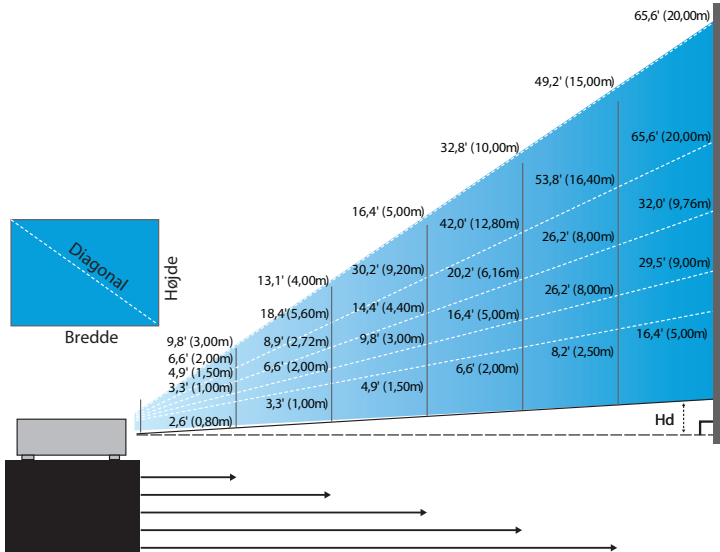 65,6' (20,00m)
49,2' (15,00m)
65,6' (20,00m)
32,8' (10,00m)
53,8' (16,40m)
32,0' (9,76m)
16,4' (5,00m)
42,0' (12,80m)
26,2' (8,00m)
29,5' (9,00m)
13,1' (4,00m)
30,2' (9,20m)
20,2' (6,16m)
26,2' (8,00m)
16,4' (5,00m)
18,4'(5,60m)
14,4' (4,40m)
16,4' (5,00m)
8,2' (2,50m)
9,8' (3,00m)
8,9' (2,72m)
9,8' (3,00m)
6,6' (2,00m)
6,6' (2,00m)
6,6' (2,00m)
4,9' (1,50m)
4,9' (1,50m)
3,3' (1,00m)
3,3' (1,00m)
2,6' (0,80m)
Diagonal
Højde
Bredde
Hd